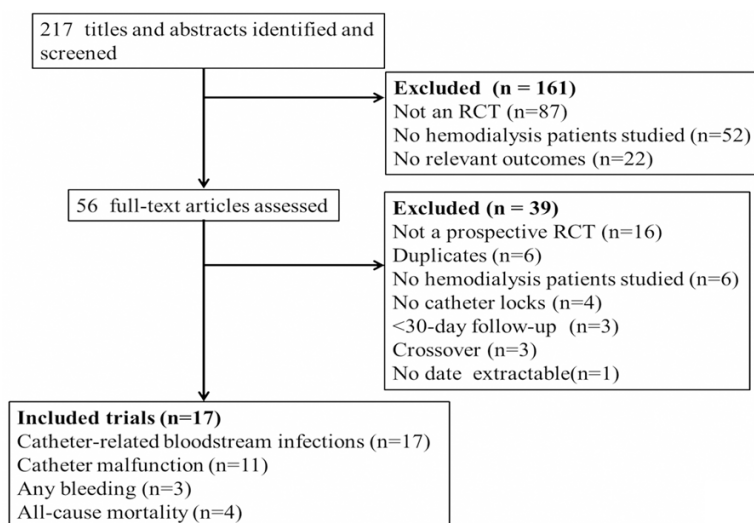 217 titles and abstracts identified and
screened
Excluded (n = 161)
Not an RCT (n=87)
No hemodialysis patients studied (n=52)
No relevant outcomes (n=22)
56 full-text articles assessed
Excluded (n = 39)
Not a prospective RCT (n=16)
Duplicates (n=6)
No hemodialysis patients studied (n=6)
No catheter locks (n=4)
<30-day follow-up (n=3)
Crossover (n=3)
No date extractable(n=1)
Included trials (n=17)
Catheter-related bloodstream infections (n=17)
Catheter malfunction (n=11)
Any bleeding (n=3)
All-cause mortality (n=4)